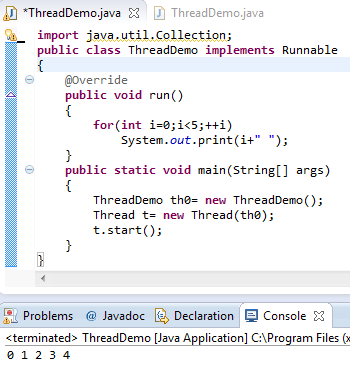 *ThreadDemo.java ThreadDemo.java
import java.util.Collection;
public class ThreadDemo implements Runnable
{
@Override
public void run()
{
for(int i=0;i<5;++i)
System.out.print(i+" ");
}
public static void main(String[] args)
{
ThreadDemo th0= new ThreadDemo();
Thread t= new Thread(th0);
t.start();
}
}
Problems @ Javadoc Declaration Console
<terminated> ThreadDemo [Java Application] C:\Program Files (x
0 1 2 3 4